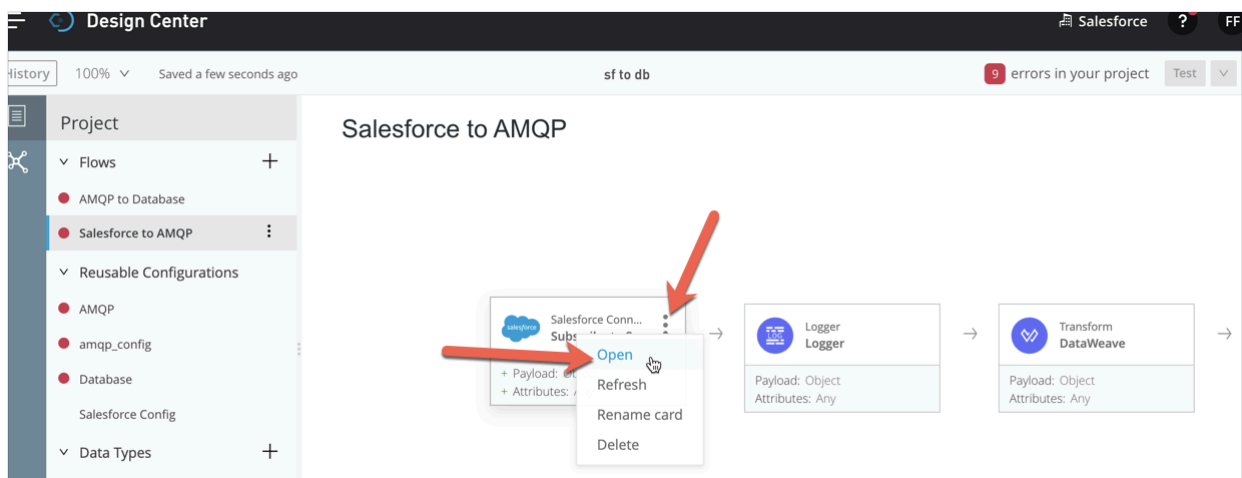 Design Center
Salesforce
?
FF
History
100%
Saved a few seconds ago
sf to db
9 errors in your project
Test
Project
Flows
AMQP to Database
Salesforce to AMQP
Reusable Configurations
AMQP
amqp_config
Database
Salesforce Config
Data Types
Salesforce to AMQP
salesforce
Salesforce Conn...
+ Payload:
+ Attributes:
Open
Refresh
Rename card
Delete
LOG
Logger
Logger
Payload: Object
Attributes: Any
Transform
DataWeave
Payload: Object
Attributes: Any